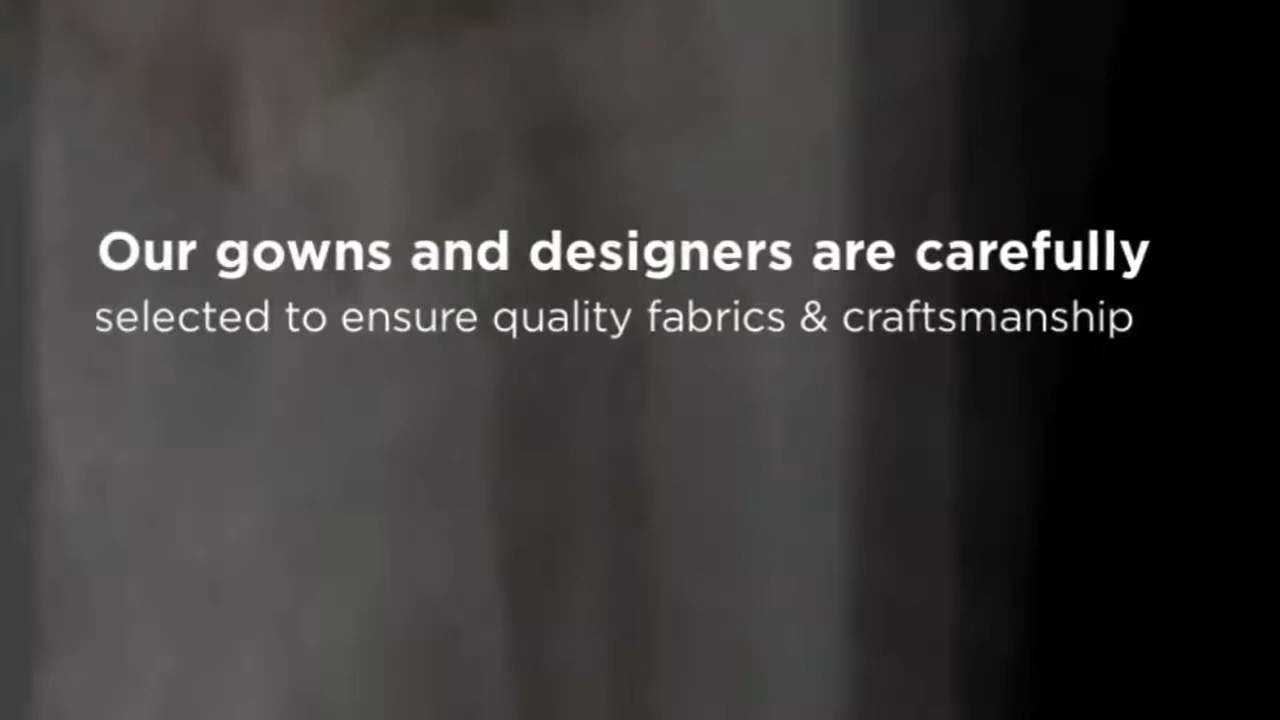 Our gowns and designers are carefully
selected to ensure quality fabrics & craftsmanship